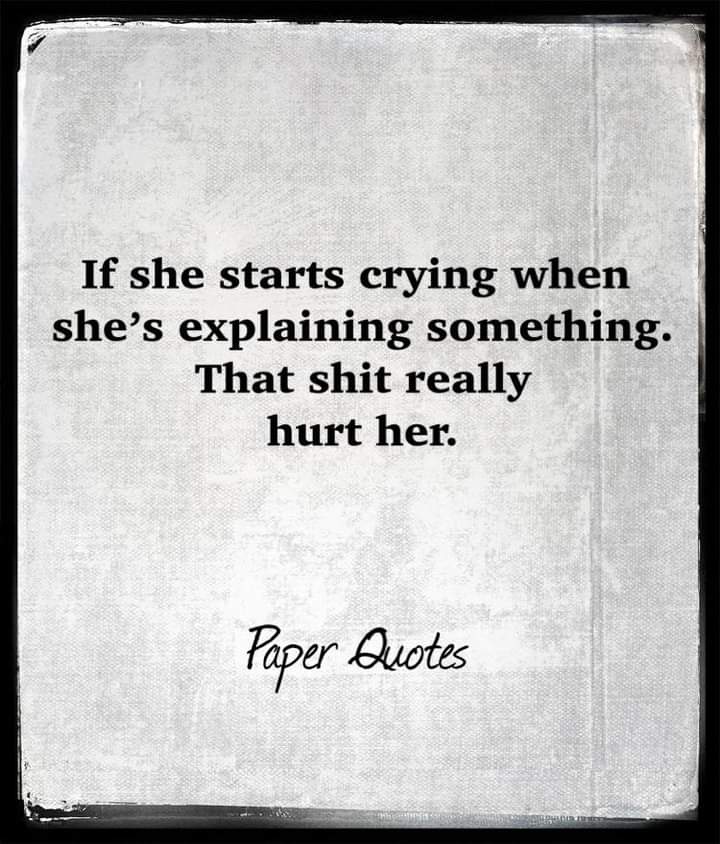 If she starts crying when
she’s explaining something.
That shit really
hurt her.
Paper Quotes